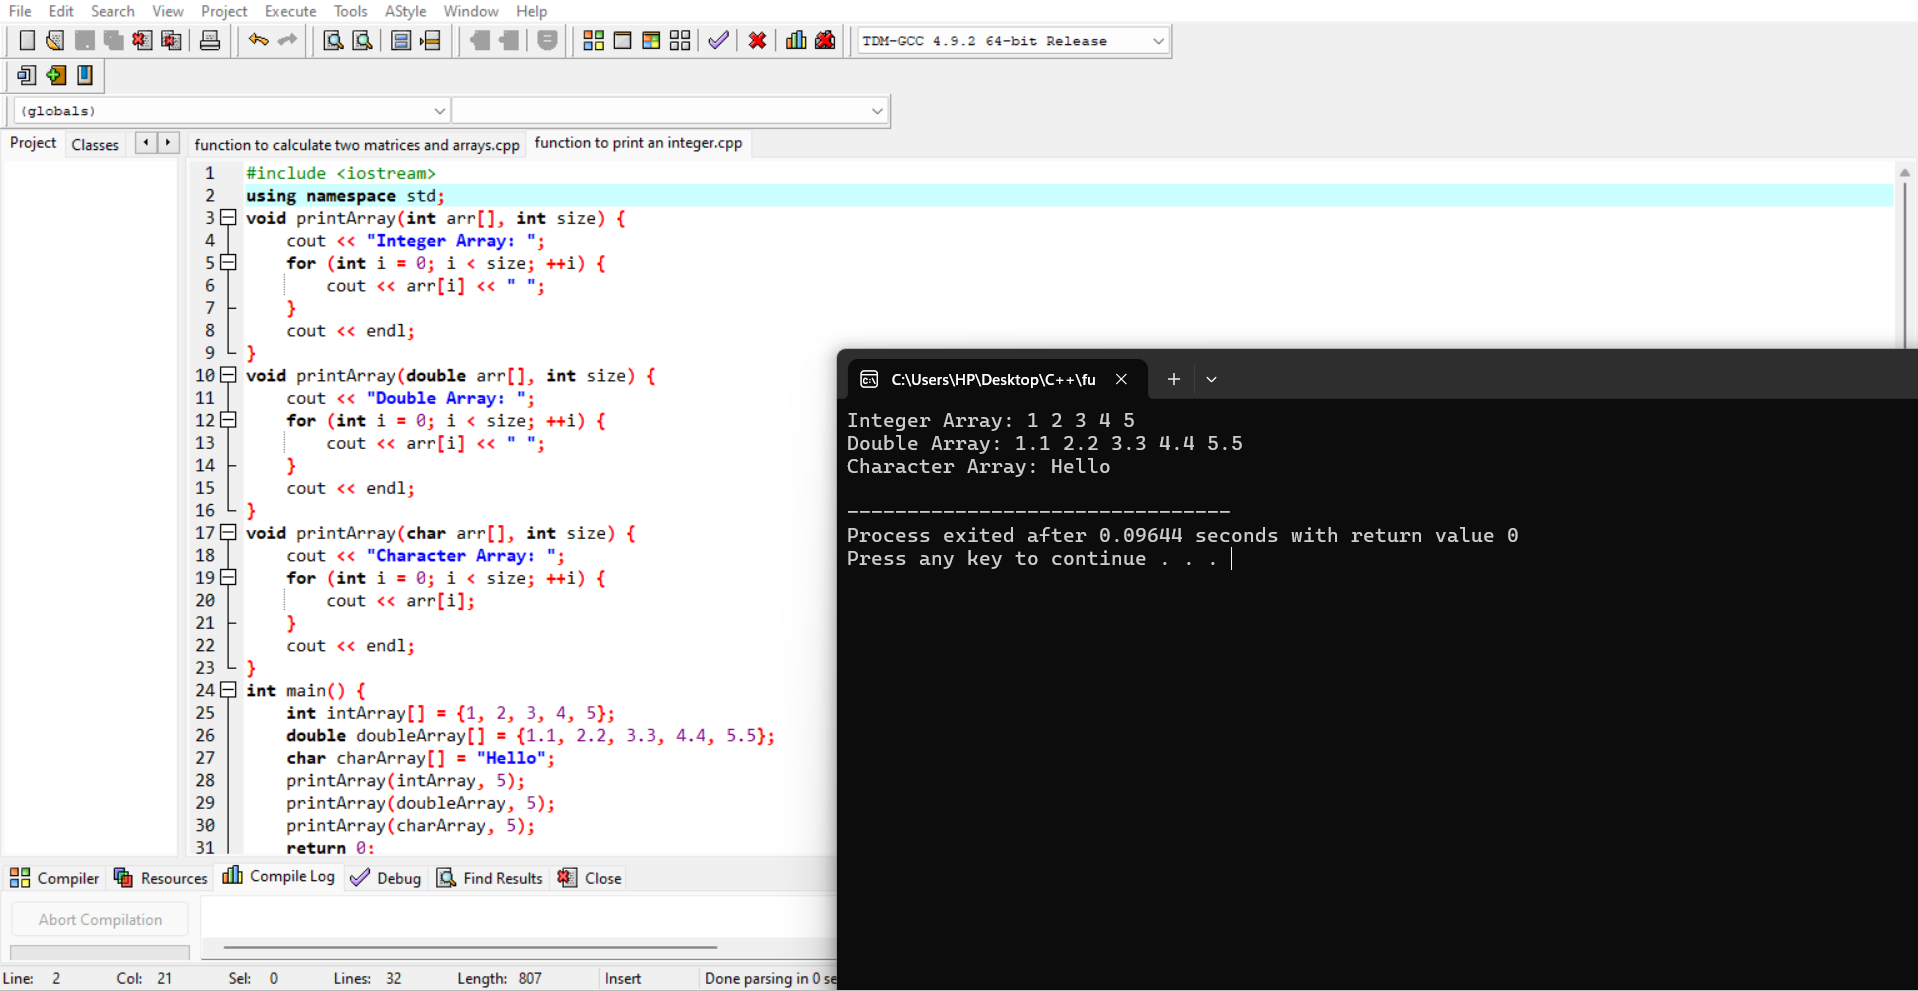 File Edit Search View Project Execute Tools AStyle Window Help
TDM-GCC 4.9.2 64-bit Release
(globals)
Project Classes function to calculate two matrices and arrays.cpp function to print an integer.cpp
1 #include <iostream>
2 using namespace std;
3 void printArray(int arr[], int size) {
4 cout << "Integer Array: ";
5 for (int i = 0; i < size; ++i) {
6 cout << arr[i] << " ";
7 }
8 cout << endl;
9 }
10 void printArray(double arr[], int size) {
11 cout << "Double Array: ";
12 for (int i = 0; i < size; ++i) {
13 cout << arr[i] << " ";
14 }
15 cout << endl;
16 }
17 void printArray(char arr[], int size) {
18 cout << "Character Array: ";
19 for (int i = 0; i < size; ++i) {
20 cout << arr[i];
21 }
22 cout << endl;
23 }
24 int main() {
25 int intArray[] = {1, 2, 3, 4, 5};
26 double doubleArray[] = {1.1, 2.2, 3.3, 4.4, 5.5};
27 char charArray[] = "Hello";
28 printArray(intArray, 5);
29 printArray(doubleArray, 5);
30 printArray(charArray, 5);
31 return 0;
C:\Users\HP\Desktop\C++\fu
Integer Array: 1 2 3 4 5
Double Array: 1.1 2.2 3.3 4.4 5.5
Character Array: Hello
--------------------------------
Process exited after 0.09644 seconds with return value 0
Press any key to continue . . .
Compiler Resources Compile Log Debug Find Results Close
Abort Compilation
Line: 2 Col: 21 Sel: 0 Lines: 32 Length: 807 Insert Done parsing in 0 se